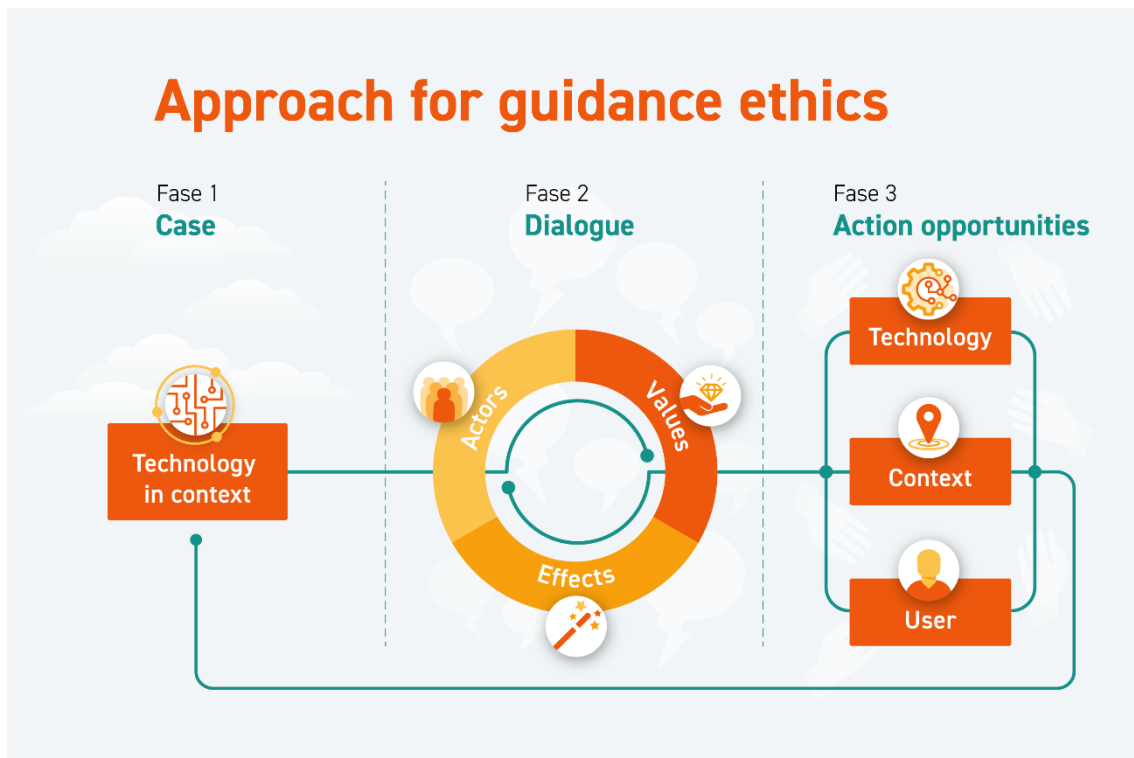 Approach for guidance ethics
Fase 1
Case
Fase 2
Dialogue
Fase 3
Action opportunities
Technology
in context
Actors
Values
Effects
Technology
Context
User